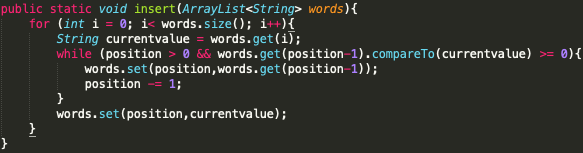 public static void insert(ArrayList<String> words){
    for (int i = 0; i< words.size(); i++){
        String currentvalue = words.get(i);
        while (position > 0 && words.get(position-1).compareTo(currentvalue) >= 0){
            words.set(position,words.get(position-1));
            position -= 1;
        }
        words.set(position,currentvalue);
    }
}